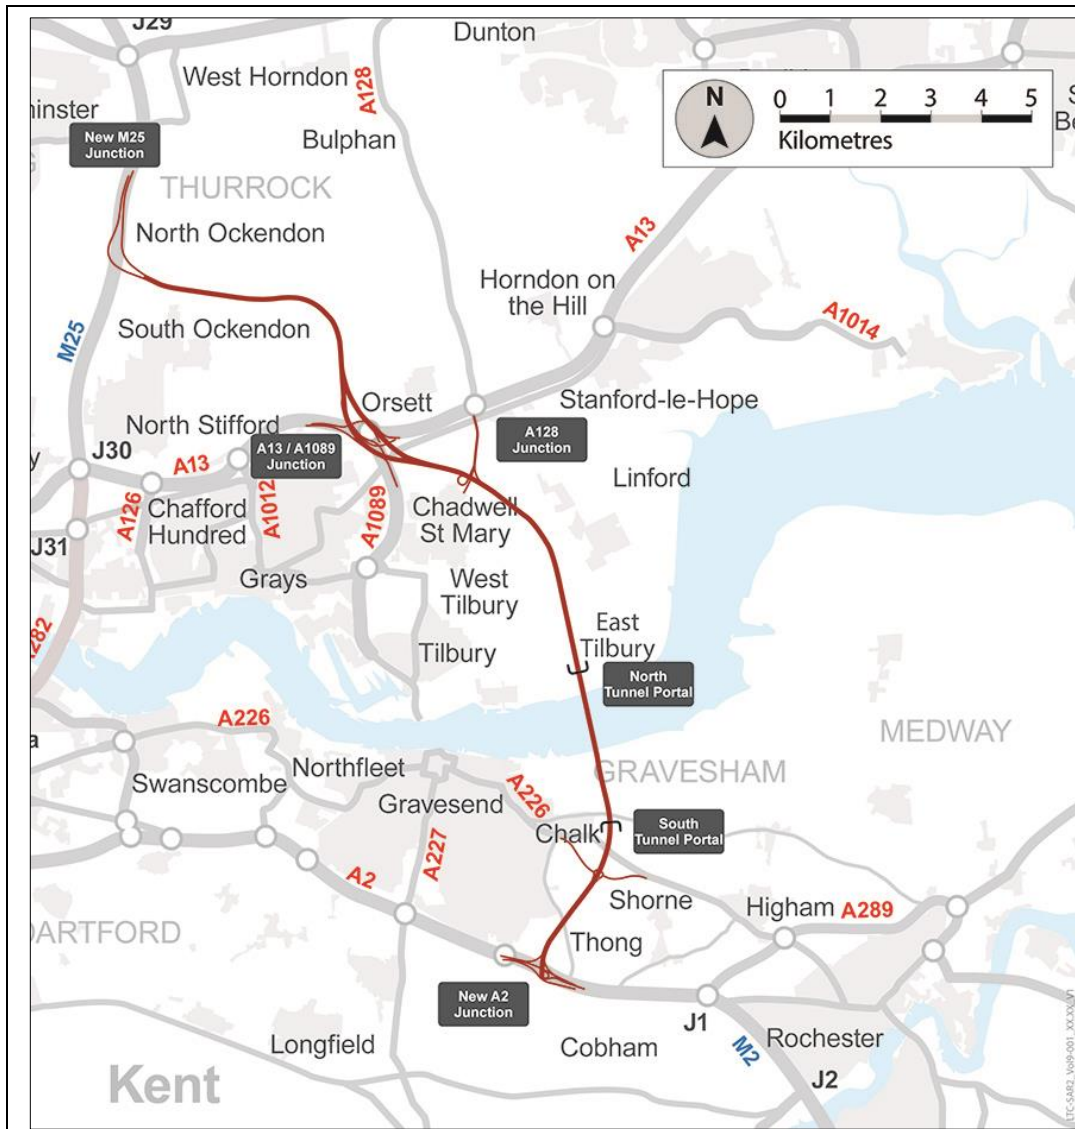 J29
Dunton
West Horndon
A128
minster
New M25
Junction
Bulphan
N
0 1 2 3 4 5
Kilometres
THURROCK
North Ockendon
A13
Horndon on
the Hill
M25
South Ockendon
A1014
Orsett
Stanford-le-Hope
North Stifford
A128
Junction
A13 / A1089
Junction
J30
A13
Linford
A126
Chafford
Hundred
A1012
A1089
Chadwell
St Mary
J31
Grays
West
Tilbury
East
Tilbury
A282
Tilbury
North
Tunnel Portal
A226
MEDWAY
Northfleet
GRAVESHAM
Swanscombe
Gravesend
A226
Chalk
South
Tunnel Portal
A227
A2
Shorne
Higham
A289
DARTFORD
Thong
New A2
Junction
J1
Longfield
Cobham
M2
Rochester
J2
Kent